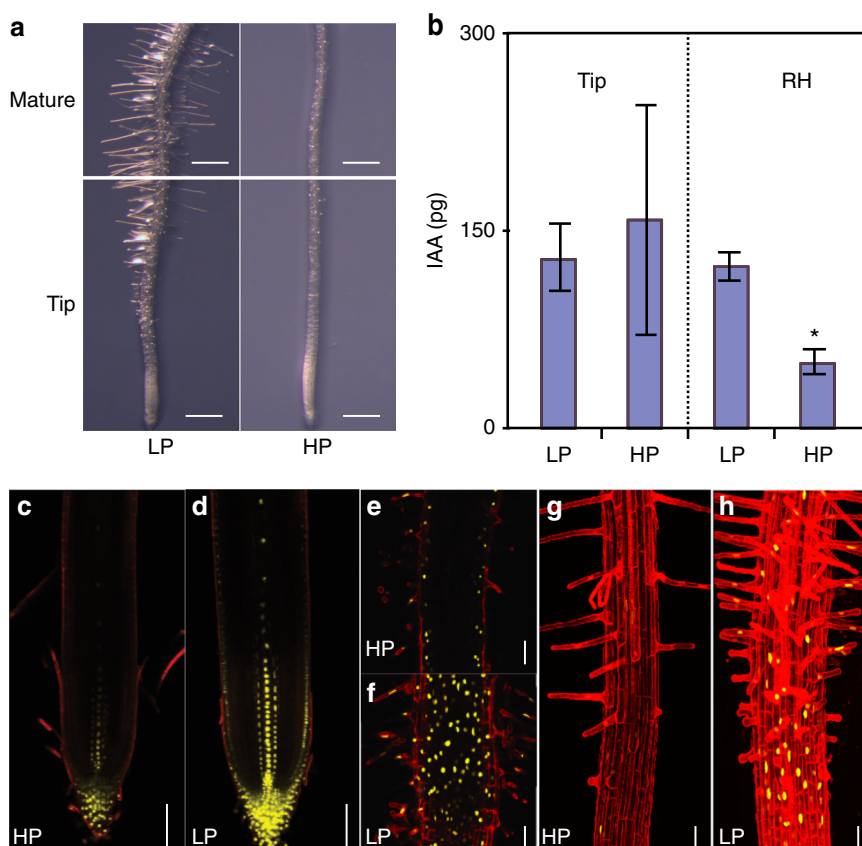 a
Mature
Tip
LP
HP
b
300
150
0
IAA (pg)
Tip
RH
*
LP
HP
LP
HP
c
HP
d
LP
e
HP
f
LP
g
HP
h
LP